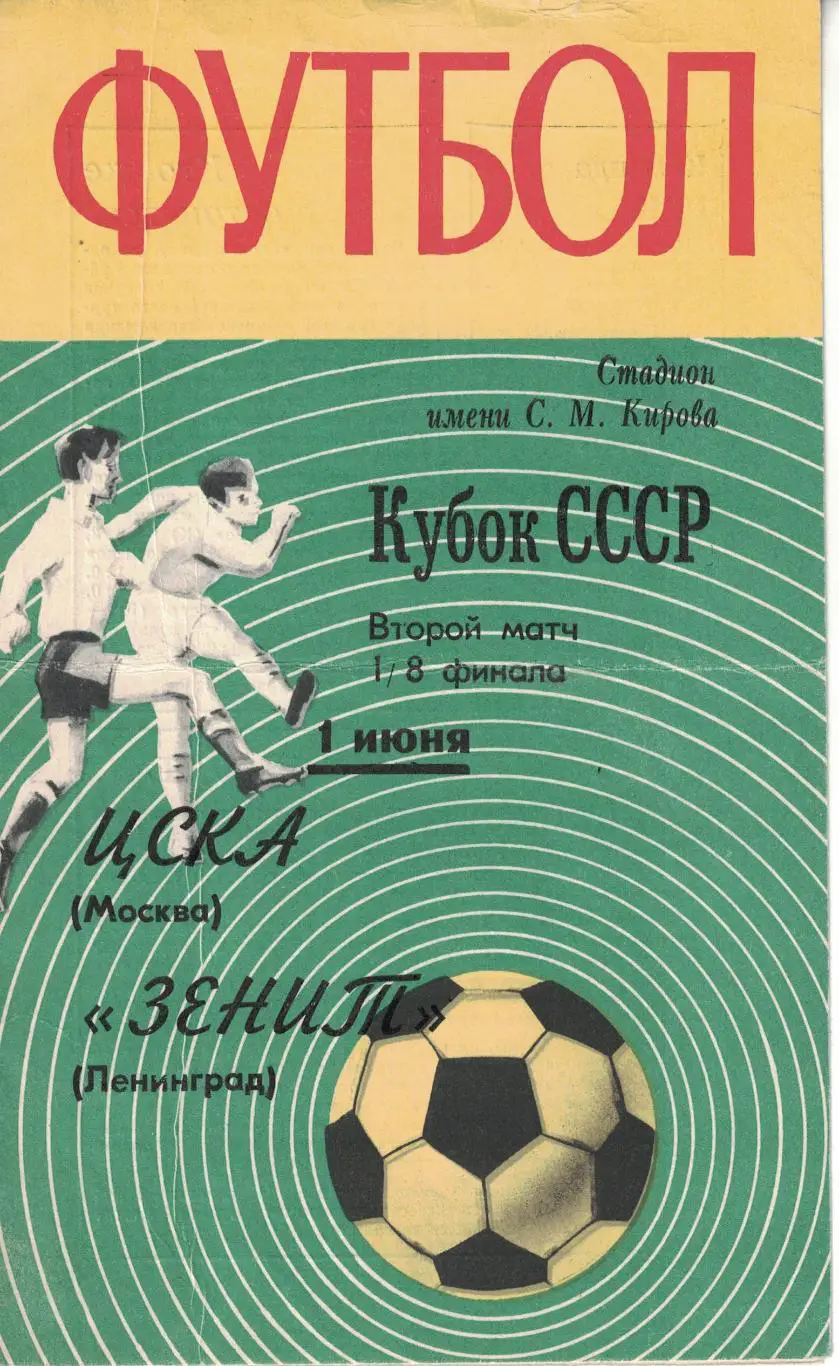 ФУТБОЛ
Стадион
имени С. М. Кирова
Кубок СССР
Второй матч
1/8 финала
1 июня
ЦСКА
(Москва)
«ЗЕНИТ»
(Ленинград)